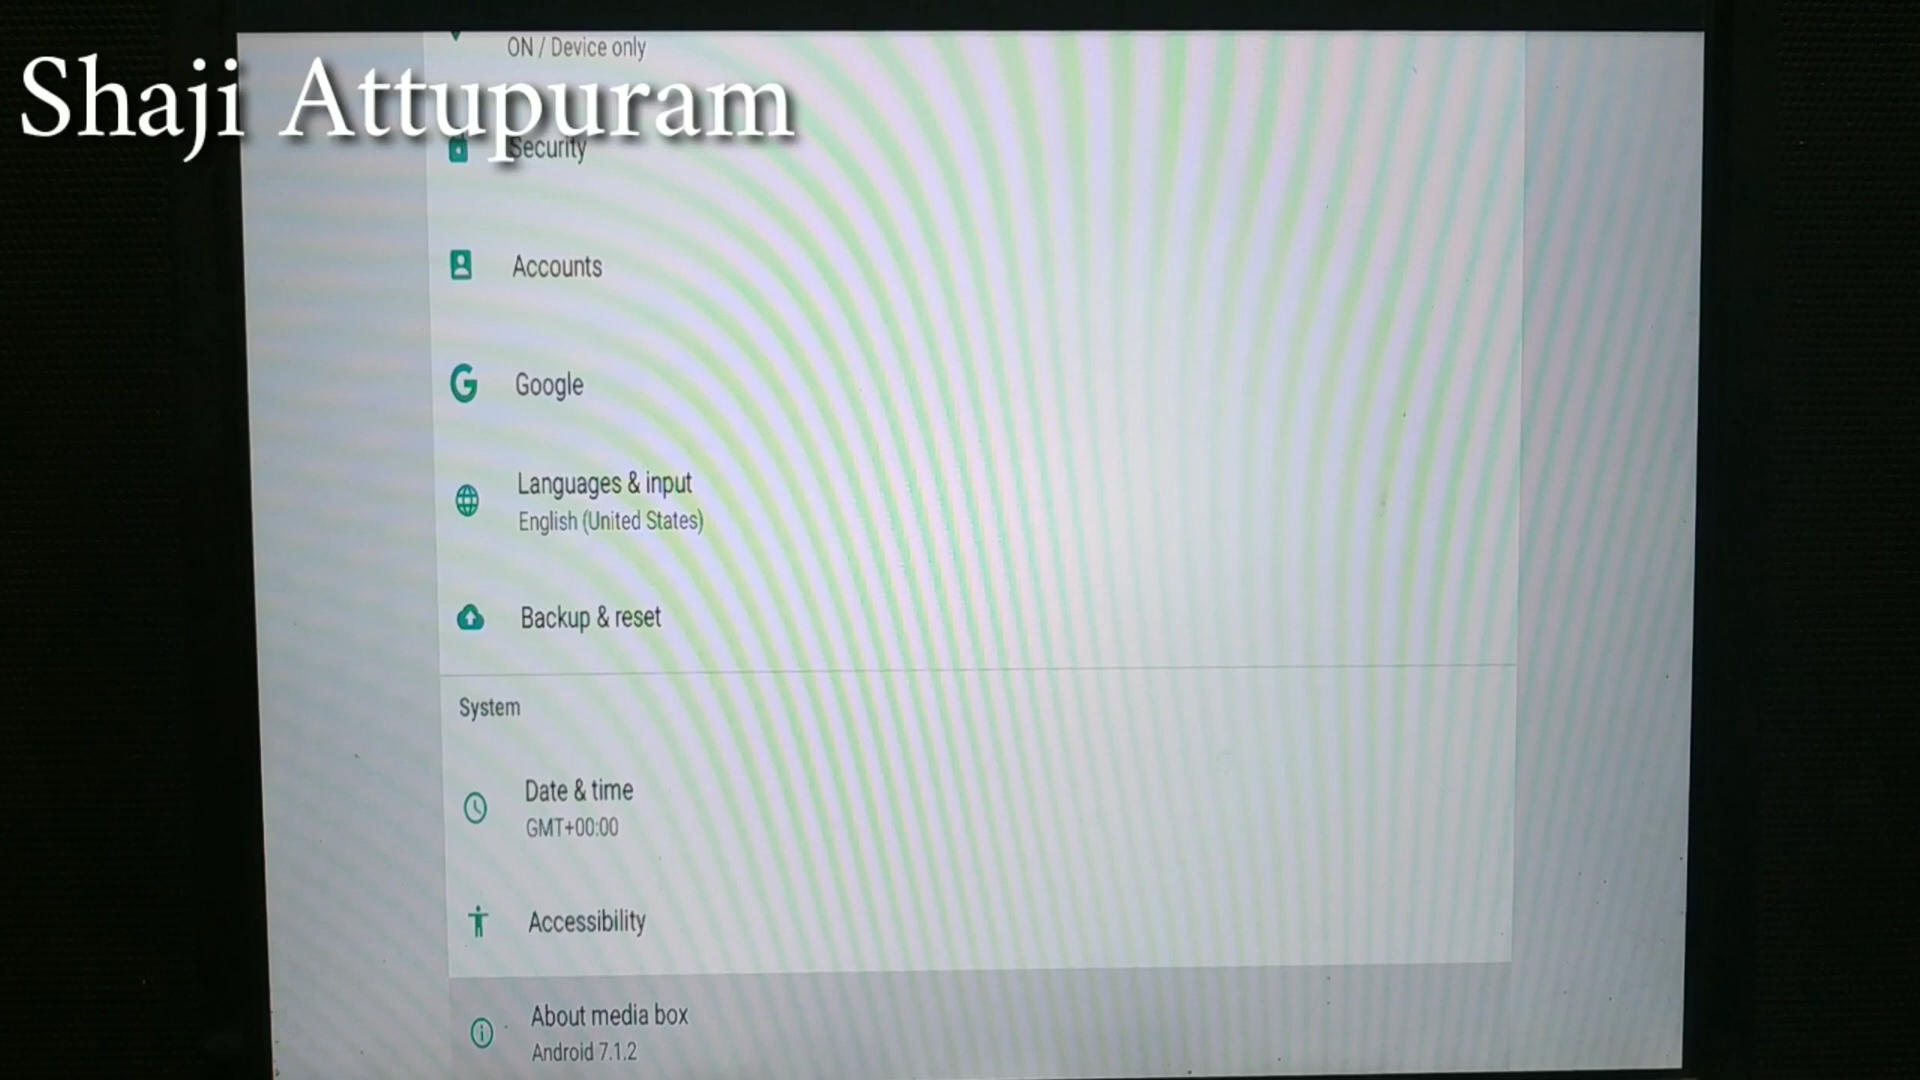 ON / Device only
Shaji Attupuram
Security
Accounts
Google
Languages & input
English (United States)
Backup & reset
System
Date & time
GMT+00:00
Accessibility
About media box
Android 7.1.2